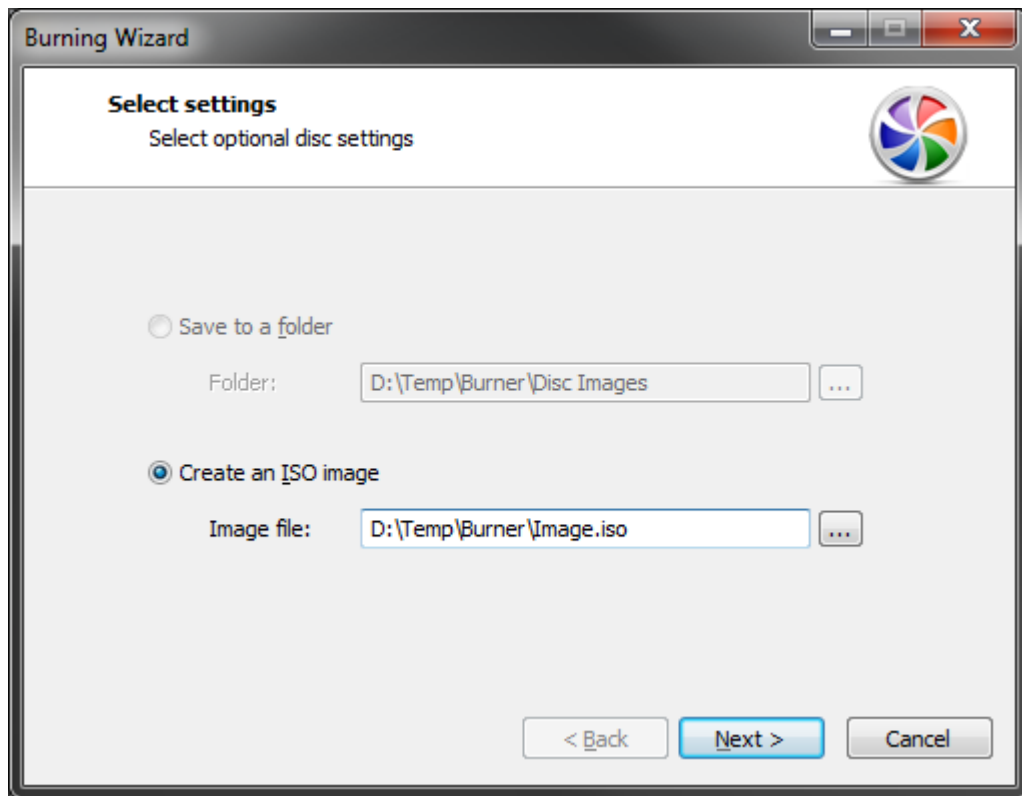 Burning Wizard
Select settings
Select optional disc settings
Save to a folder
Folder: D:\Temp\Burner\Disc Images ...
Create an ISO image
Image file: D:\Temp\Burner\Image.iso ...
< Back Next > Cancel